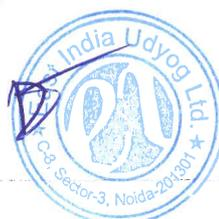 India Udyog Ltd.
C-8, Sector-3, Noida-201301